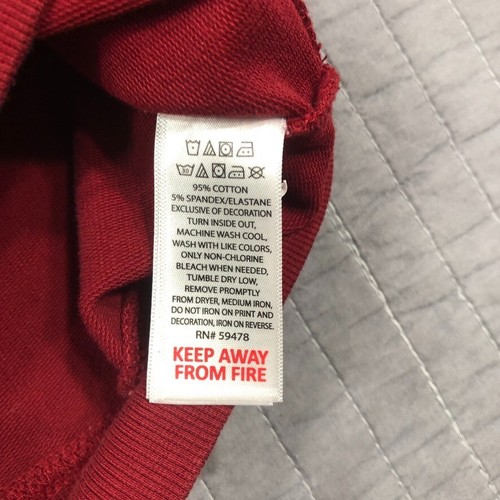 95% COTTON
5% SPANDEX/ELASTANE
EXCLUSIVE OF DECORATION
TURN INSIDE OUT,
MACHINE WASH COOL,
WASH WITH LIKE COLORS,
ONLY NON-CHLORINE
BLEACH WHEN NEEDED,
TUMBLE DRY LOW,
REMOVE PROMPTLY
FROM DRYER, MEDIUM IRON,
DO NOT IRON ON PRINT AND
DECORATION, IRON ON REVERSE.
RN# 59478
KEEP AWAY
FROM FIRE